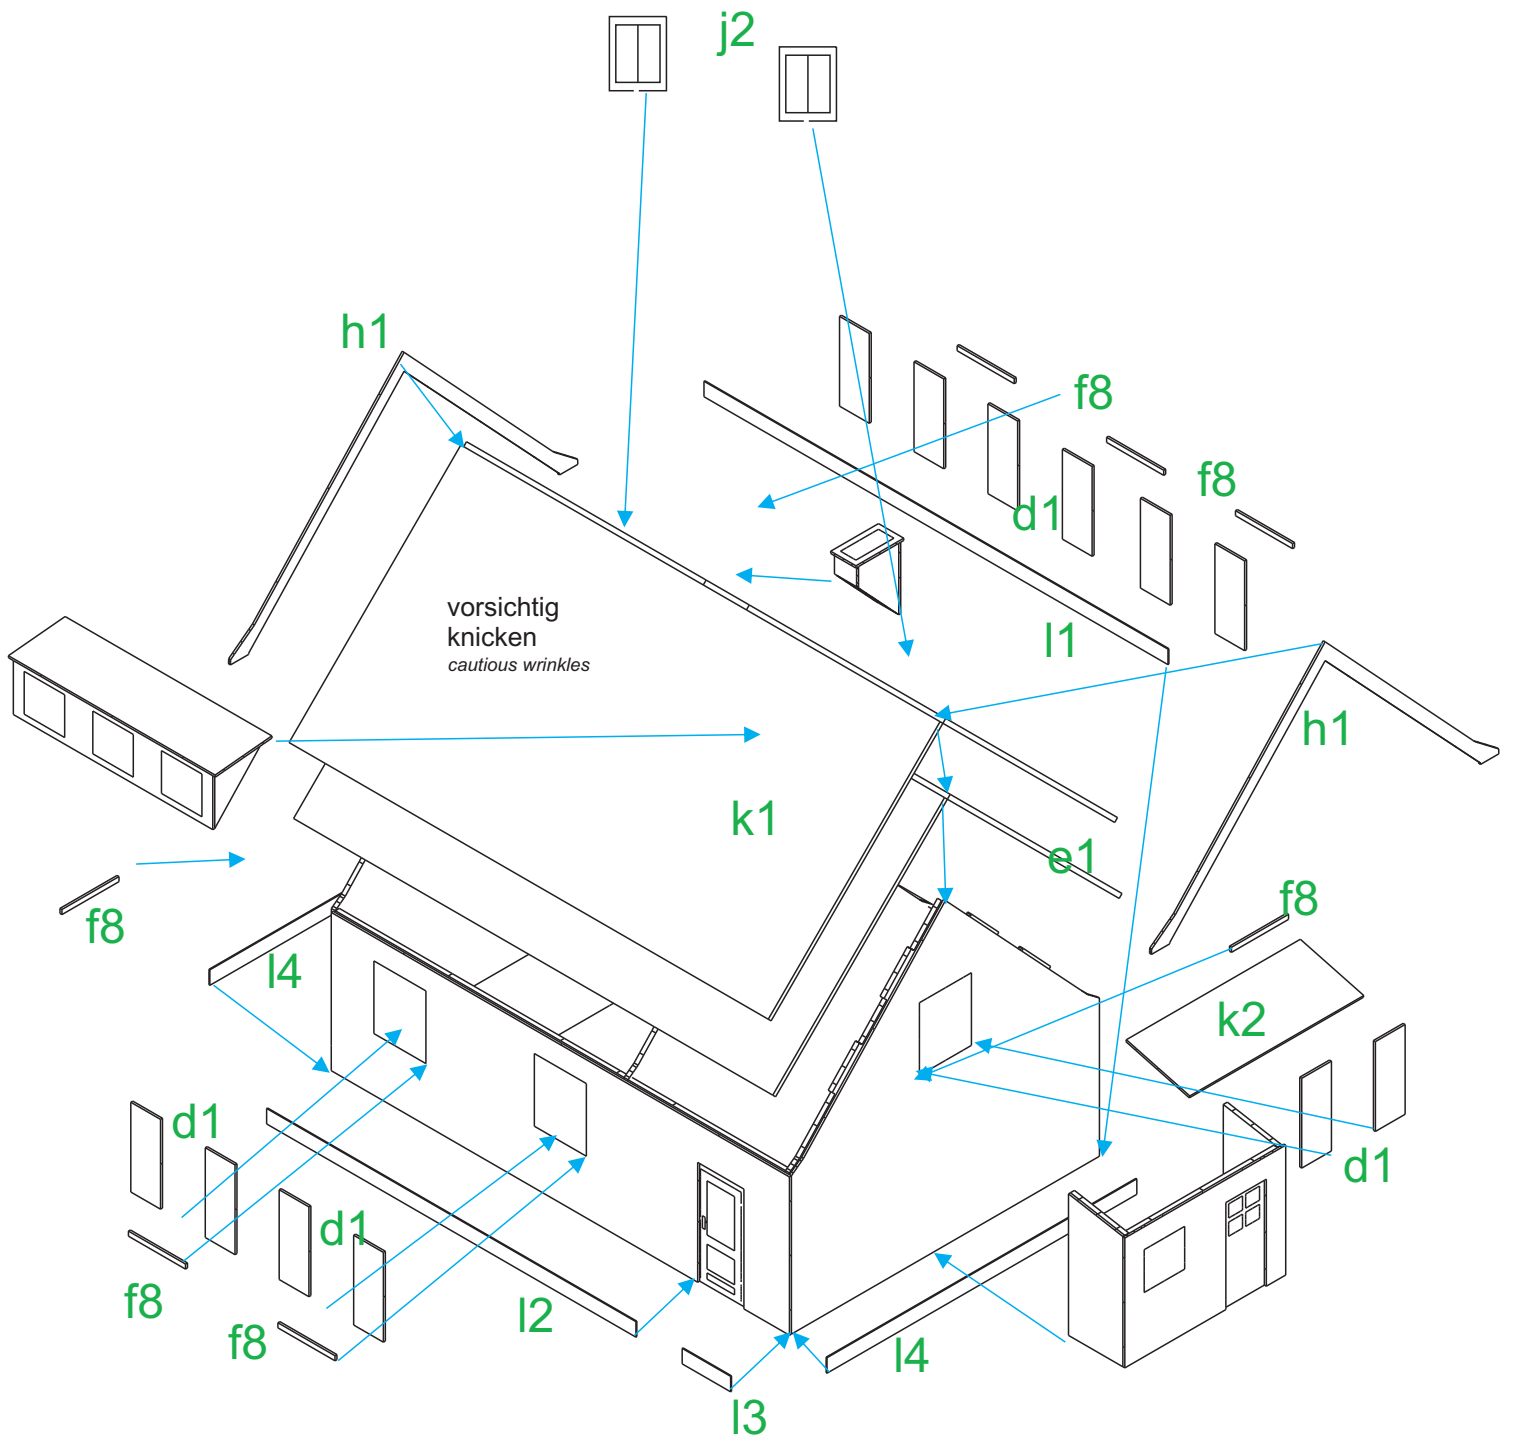 j2
h1
f8
f8
d1
vorsichtig
knicken
cautious wrinkles
l1
h1
k1
e1
f8
f8
l4
k2
d1
d1
d1
f8
l2
f8
l4
l3